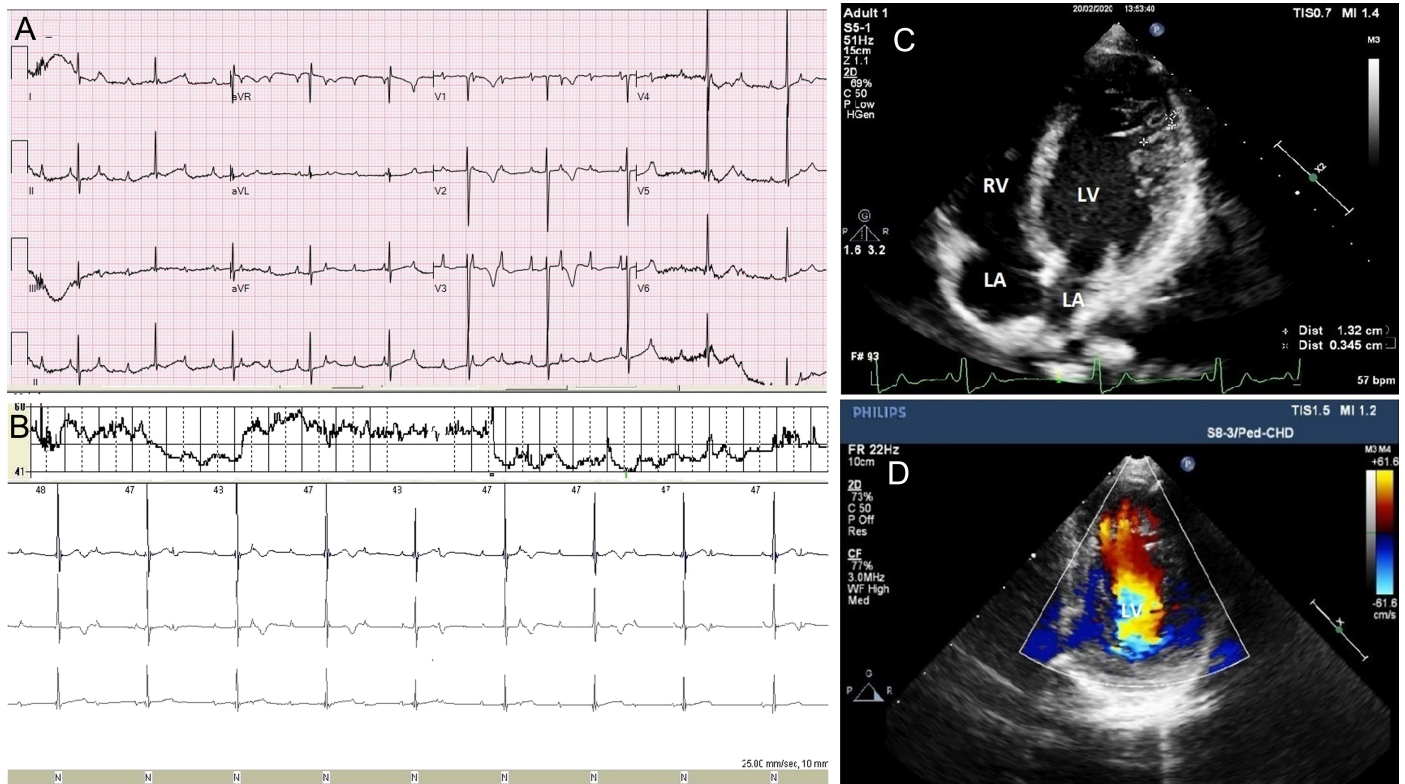 A
I
aVR
V1
V4
II
aVL
V2
V5
III
aVF
V3
V6
II
B
41
48 47 43 47 43 47 47 47 47
25.00 mm/sec, 10 mm
N N N N N N N N N
C
Adult 1
20/02/2020 13:53:40
TIS0.7 MI 1.4
S5-1
51Hz
15cm
Z 1.1
2D
69%
C 50
P Low
HGen
M3
P
X2
RV
LV
LA
LA
G
P R
1.6 3.2
Dist 1.32 cm
Dist 0.345 cm
F# 93
57 bpm
D
PHILIPS
TIS1.5 MI 1.2
S8-3/Ped-CHD
FR 22Hz
10cm
2D
73%
C 50
P Off
Res
CF
77%
3.0MHz
WF High
Med
P
M3 M4
+61.6
-61.6
cm/s
X
LV
G
P R